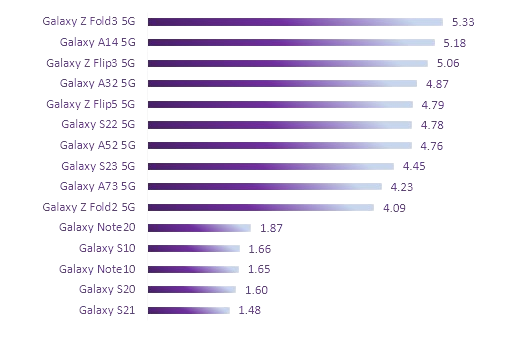 Galaxy Z Fold3 5G 5.33
Galaxy A14 5G 5.18
Galaxy Z Flip3 5G 5.06
Galaxy A32 5G 4.87
Galaxy Z Flip5 5G 4.79
Galaxy S22 5G 4.78
Galaxy A52 5G 4.76
Galaxy S23 5G 4.45
Galaxy A73 5G 4.23
Galaxy Z Fold2 5G 4.09
Galaxy Note20 1.87
Galaxy S10 1.66
Galaxy Note10 1.65
Galaxy S20 1.60
Galaxy S21 1.48